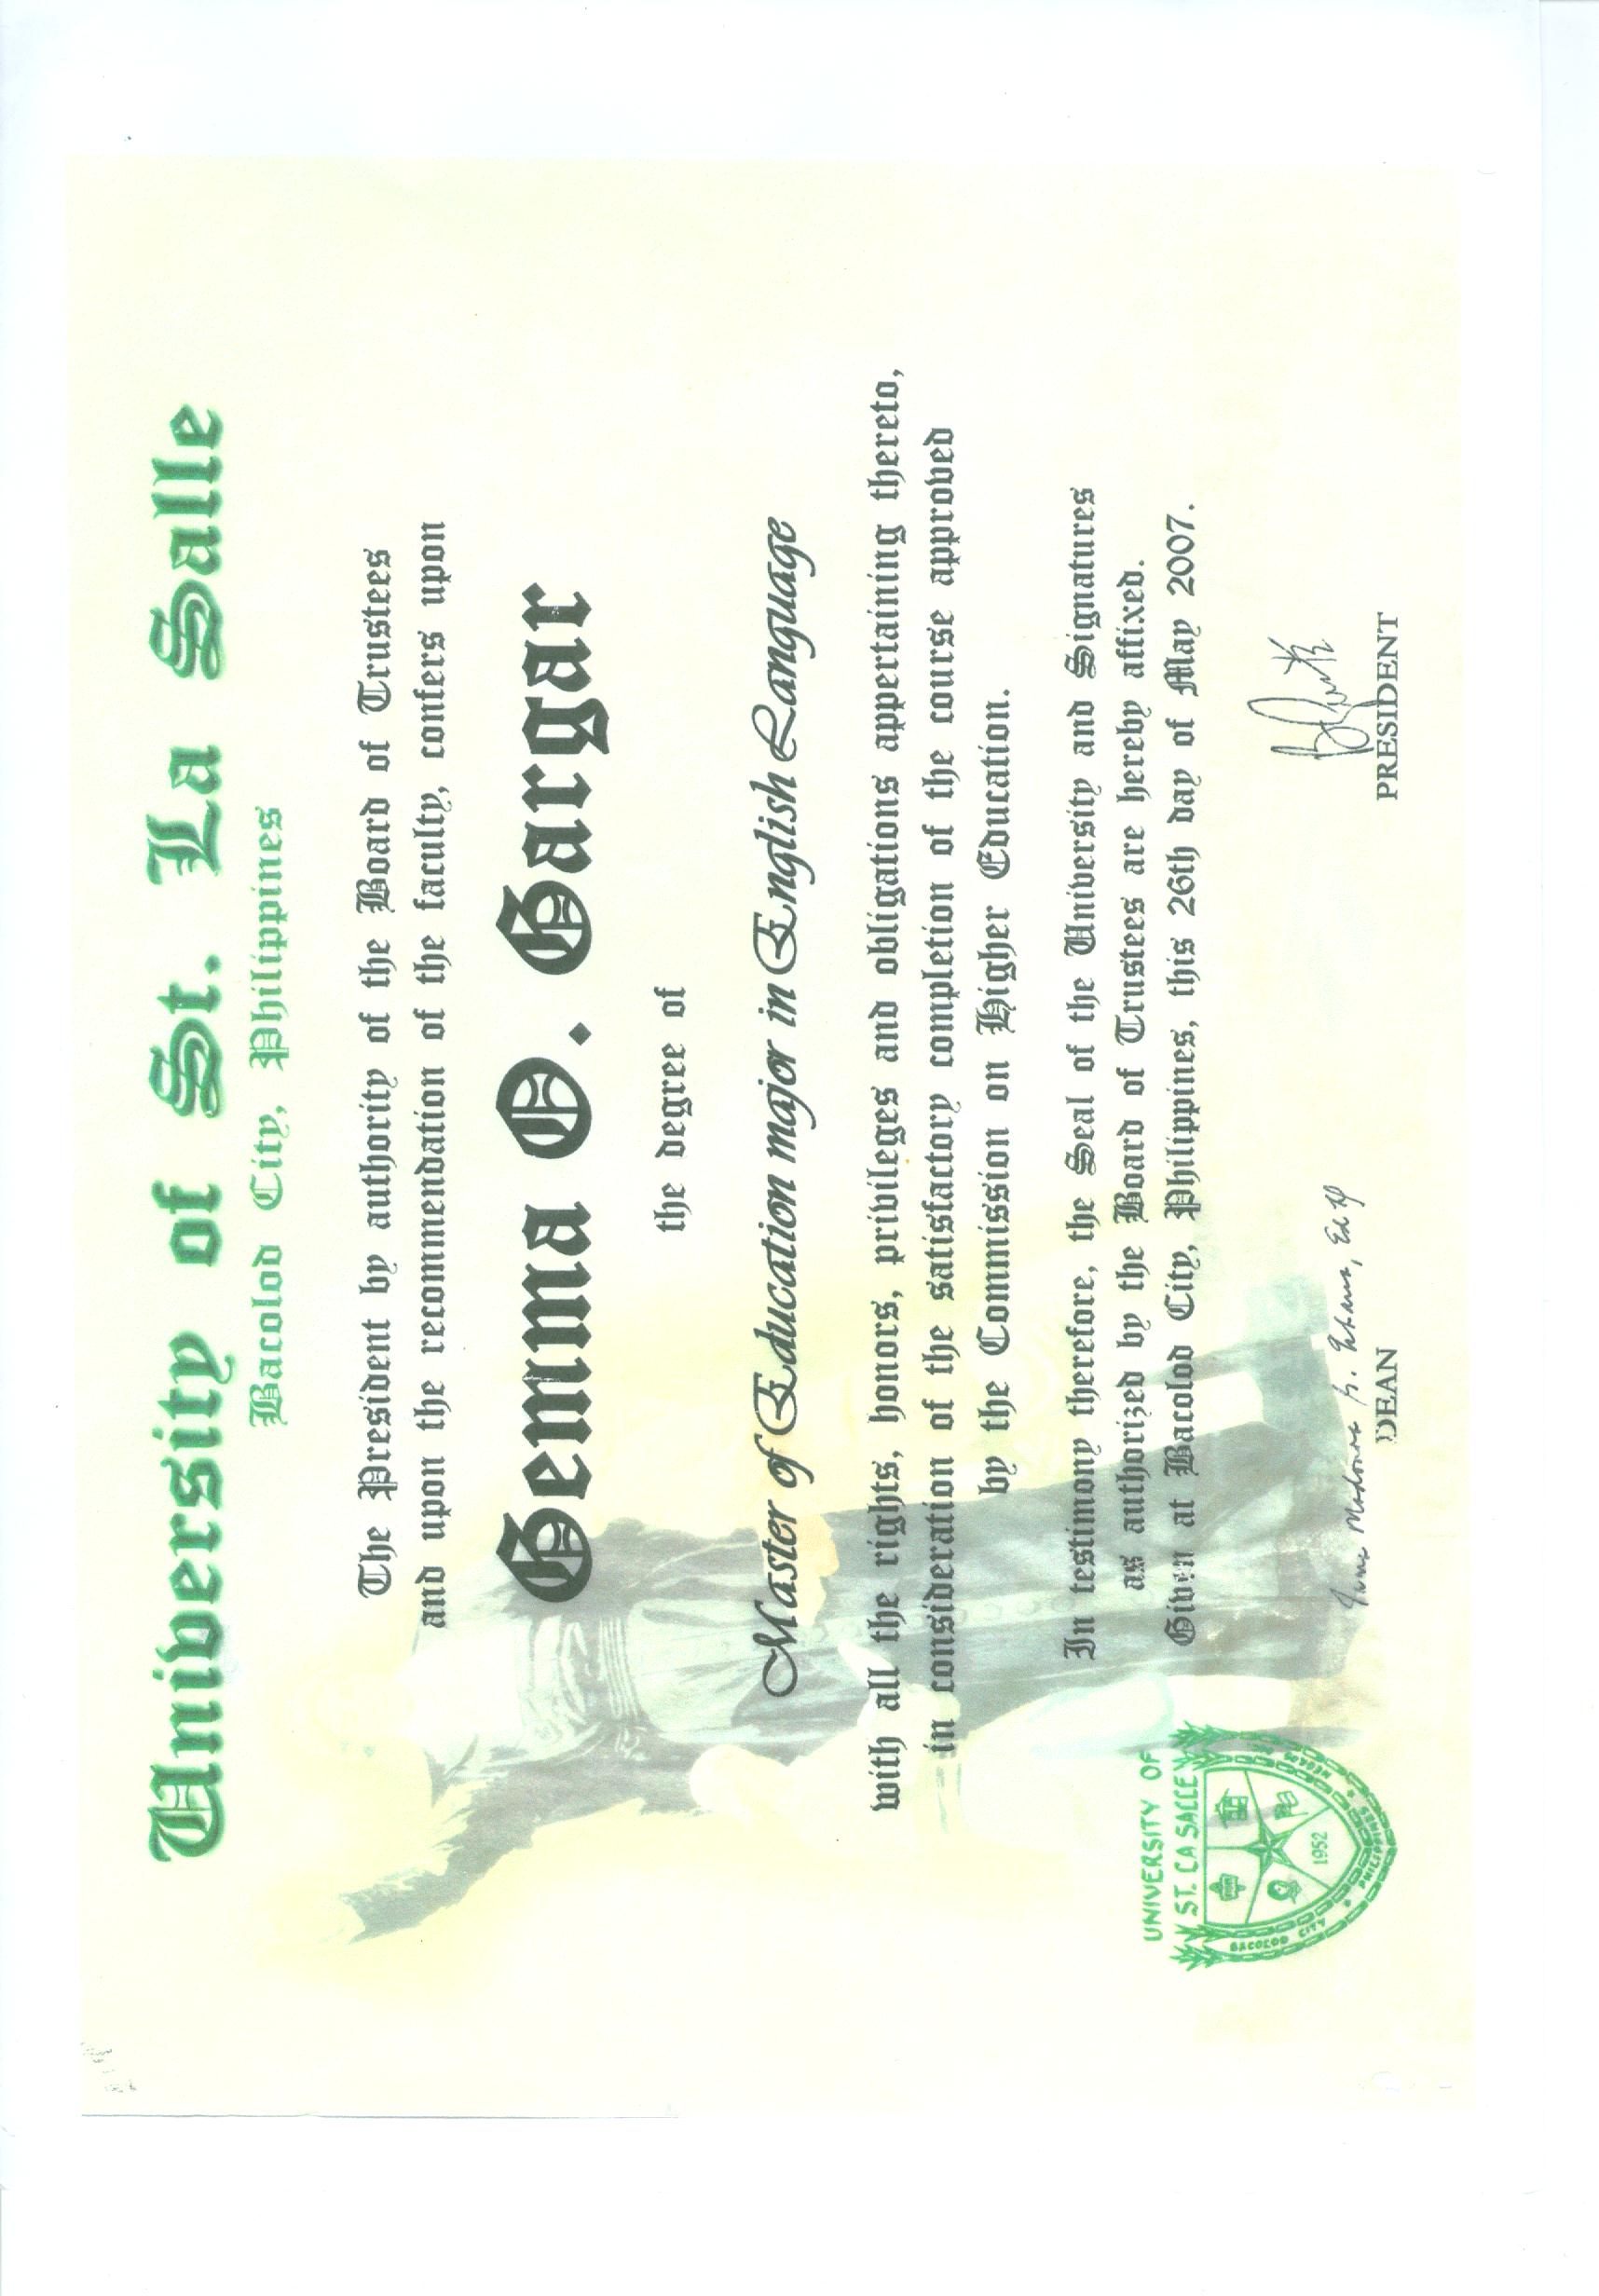 University of St. La Salle
Bacolod City, Philippines
The President by authority of the Board of Trustees
and upon the recommendation of the faculty, confers upon
Gemma O. Gargar
the degree of
Master of Education major in English Language
with all the rights, honors, privileges and obligations appertaining thereto,
in consideration of the satisfactory completion of the course approved
by the Commission on Higher Education.
In testimony therefore, the Seal of the University and Signatures
as authorized by the Board of Trustees are hereby affixed.
Given at Bacolod City, Philippines, this 26th day of May 2007.
DEAN
PRESIDENT
UNIVERSITY OF
ST. LA SALLE
1952
BACOLOD CITY
PHILIPPINES